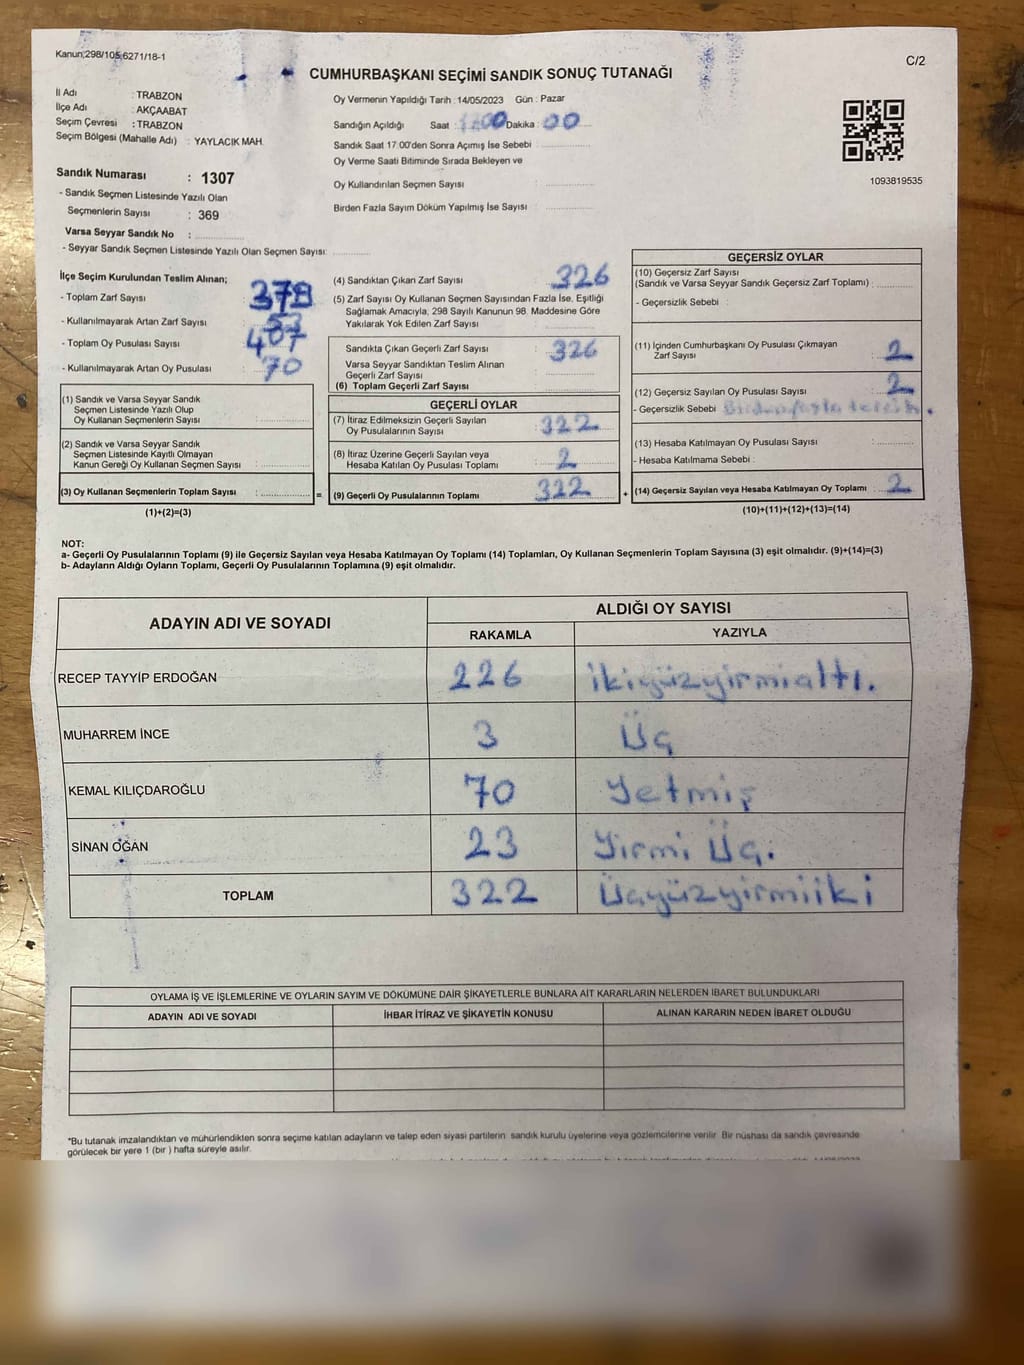 Kanun;298/105,6271/18-1
C/2
CUMHURBAŞKANI SEÇİMİ SANDIK SONUÇ TUTANAĞI
İl Adı : TRABZON
İlçe Adı : AKÇAABAT
Seçim Çevresi : TRABZON
Seçim Bölgesi (Mahalle Adı) : YAYLACIK MAH.
Sandık Numarası : 1307
- Sandık Seçmen Listesinde Yazılı Olan
Seçmenlerin Sayısı : 369
Varsa Seyyar Sandık No :
- Seyyar Sandık Seçmen Listesinde Yazılı Olan Seçmen Sayısı:
Oy Vermenin Yapıldığı Tarih : 14/05/2023 Gün : Pazar
Sandığın Açıldığı Saat : Dakika : 00
Sandık Saat 17.00'den Sonra Açmış İse Sebebi :
Oy Verme Saati Bitiminde Sırada Bekleyen ve
Oy Kullandırılan Seçmen Sayısı :
Birden Fazla Sayım Döküm Yapılmış İse Sayısı :
1093819535
İlçe Seçim Kurulundan Teslim Alınan;
- Toplam Zarf Sayısı :
- Kullanılmayarak Artan Zarf Sayısı : 53
- Toplam Oy Pusulası Sayısı : 407
- Kullanılmayarak Artan Oy Pusulası : 70
(1) Sandık ve Varsa Seyyar Sandık
Seçmen Listesinde Yazılı Olup
Oy Kullanan Seçmenlerin Sayısı :
(2) Sandık ve Varsa Seyyar Sandık
Seçmen Listesinde Kayıtlı Olmayan
Kanun Gereği Oy Kullanan Seçmen Sayısı :
(3) Oy Kullanan Seçmenlerin Toplam Sayısı : =
(1)+(2)=(3)
(4) Sandıktan Çıkan Zarf Sayısı : 326
(5) Zarf Sayısı Oy Kullanan Seçmen Sayısından Fazla İse, Eşitliği
Sağlamak Amacıyla, 298 Sayılı Kanunun 98. Maddesine Göre
Yakılarak Yok Edilen Zarf Sayısı :
Sandıkta Çıkan Geçerli Zarf Sayısı : 326
Varsa Seyyar Sandıktan Teslim Alınan
Geçerli Zarf Sayısı :
(6) Toplam Geçerli Zarf Sayısı :
GEÇERLİ OYLAR
(7) İtiraz Edilmeksizin Geçerli Sayılan
Oy Pusulalarının Sayısı : 322
(8) İtiraz Üzerine Geçerli Sayılan veya
Hesaba Katılan Oy Pusulası Toplamı : 2
(9) Geçerli Oy Pusulalarının Toplamı : 322 +
GEÇERSİZ OYLAR
(10) Geçersiz Zarf Sayısı
(Sandık ve Varsa Seyyar Sandık Geçersiz Zarf Toplamı) :
- Geçersizlik Sebebi :
(11) İçinden Cumhurbaşkanı Oy Pusulası Çıkmayan
Zarf Sayısı : 2
(12) Geçersiz Sayılan Oy Pusulası Sayısı : 2
- Geçersizlik Sebebi : Birden fazla tercih.
(13) Hesaba Katılmayan Oy Pusulası Sayısı :
- Hesaba Katılmama Sebebi :
(14) Geçersiz Sayılan veya Hesaba Katılmayan Oy Toplamı : 2
(10)+(11)+(12)+(13)=(14)
NOT:
a- Geçerli Oy Pusulalarının Toplamı (9) ile Geçersiz Sayılan veya Hesaba Katılmayan Oy Toplamı (14) Toplamları, Oy Kullanan Seçmenlerin Toplam Sayısına (3) eşit olmalıdır. (9)+(14)=(3)
b- Adayların Aldığı Oyların Toplamı, Geçerli Oy Pusulalarının Toplamına (9) eşit olmalıdır.
ADAYIN ADI VE SOYADI
ALDIĞI OY SAYISI
RAKAMLA YAZIYLA
RECEP TAYYİP ERDOĞAN 226 ikiyüzyirmialtı.
MUHARREM İNCE 3 Üç
KEMAL KILIÇDAROĞLU 70 Yetmiş
SİNAN OĞAN 23 Yirmi Üç.
TOPLAM 322 Üçyüzyirmiiki
OYLAMA İŞ VE İŞLEMLERİNE VE OYLARIN SAYIM VE DÖKÜMÜNE DAİR ŞİKAYETLERLE BUNLARA AİT KARARLARIN NELERDEN İBARET BULUNDUKLARI
ADAYIN ADI VE SOYADI İHBAR İTİRAZ VE ŞİKAYETİN KONUSU ALINAN KARARIN NEDEN İBARET OLDUĞU
*Bu tutanak imzalandıktan ve mühürlendikten sonra seçime katılan adayların ve talep eden siyasi partilerin sandık kurulu üyelerine veya gözlemcilerine verilir. Bir nüshası da sandık çevresinde
görülecek bir yere 1 (bir ) hafta süreyle asılır.